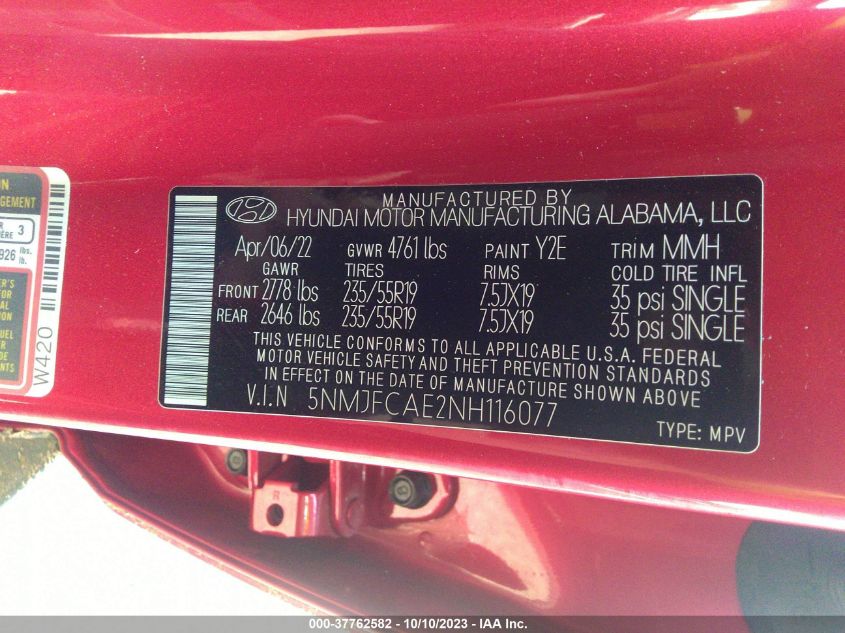 MANUFACTURED BY
HYUNDAI MOTOR MANUFACTURING ALABAMA, LLC
Apr/06/22 GVWR 4761 lbs PAINT Y2E TRIM MMH
GAWR TIRES RIMS COLD TIRE INFL
FRONT 2778 lbs 235/55R19 7.5JX19 35 psi SINGLE
REAR 2646 lbs 235/55R19 7.5JX19 35 psi SINGLE
THIS VEHICLE CONFORMS TO ALL APPLICABLE U.S.A. FEDERAL
MOTOR VEHICLE SAFETY AND THEFT PREVENTION STANDARDS
IN EFFECT ON THE DATE OF MANUFACTURE SHOWN ABOVE.
V.I.N 5NMJFCAE2NH116077
TYPE: MPV
3
926 lbs.
lb.
W420
000-37762582 - 10/10/2023 - © IAA, Inc.